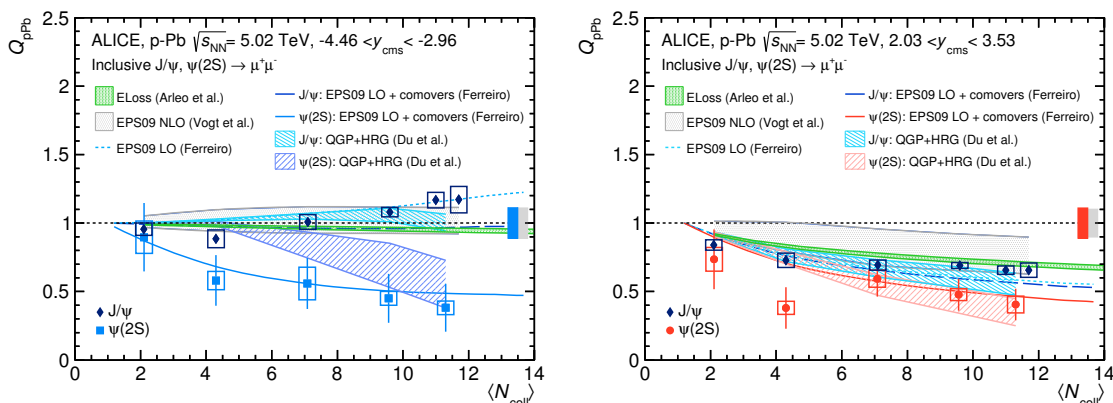 Q_pPb
2.5
2
1.5
1
0.5
0
ALICE, p-Pb √s_NN = 5.02 TeV, -4.46 <y_cms< -2.96
Inclusive J/ψ, ψ(2S) → μ⁺μ⁻
ELoss (Arleo et al.)
EPS09 NLO (Vogt et al.)
EPS09 LO (Ferreiro)
J/ψ: EPS09 LO + comovers (Ferreiro)
ψ(2S): EPS09 LO + comovers (Ferreiro)
J/ψ: QGP+HRG (Du et al.)
ψ(2S): QGP+HRG (Du et al.)
J/ψ
ψ(2S)
0 2 4 6 8 10 12 14
⟨N_coll⟩
Q_pPb
2.5
2
1.5
1
0.5
0
ALICE, p-Pb √s_NN = 5.02 TeV, 2.03 <y_cms< 3.53
Inclusive J/ψ, ψ(2S) → μ⁺μ⁻
ELoss (Arleo et al.)
EPS09 NLO (Vogt et al.)
EPS09 LO (Ferreiro)
J/ψ: EPS09 LO + comovers (Ferreiro)
ψ(2S): EPS09 LO + comovers (Ferreiro)
J/ψ: QGP+HRG (Du et al.)
ψ(2S): QGP+HRG (Du et al.)
J/ψ
ψ(2S)
0 2 4 6 8 10 12 14
⟨N_coll⟩